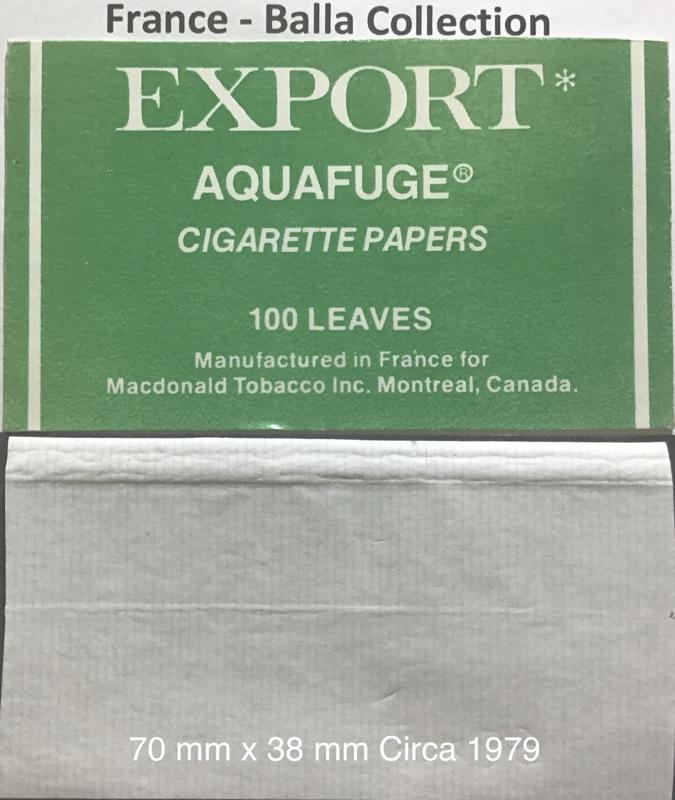 France - Balla Collection
EXPORT*
AQUAFUGE®
CIGARETTE PAPERS
100 LEAVES
Manufactured in France for
Macdonald Tobacco Inc. Montreal, Canada.
70 mm x 38 mm Circa 1979